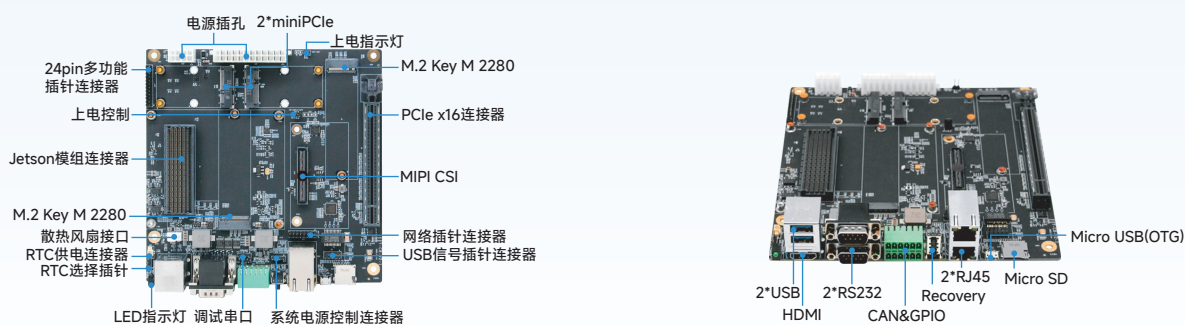 电源插孔
2*miniPCIe
上电指示灯
24pin多功能
插针连接器
M.2 Key M 2280
上电控制
PCIe x16连接器
Jetson模组连接器
MIPI CSI
M.2 Key M 2280
散热风扇接口
网络插针连接器
RTC供电连接器
USB信号插针连接器
RTC选择插针
LED指示灯
调试串口
系统电源控制连接器
Micro USB(OTG)
2*RJ45
Micro SD
2*USB
2*RS232
Recovery
HDMI
CAN&GPIO